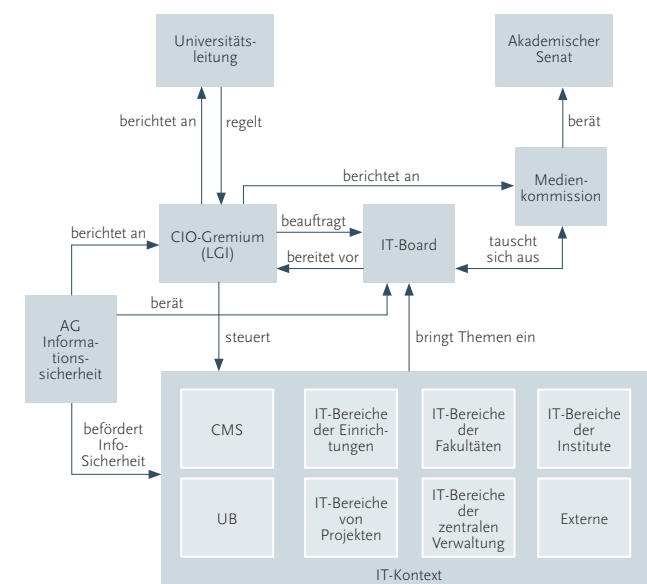 Universitäts-
leitung
Akademischer
Senat
berichtet an
regelt
berät
Medien-
kommission
berichtet an
berichtet an
CIO-Gremium
(LGI)
beauftragt
bereitet vor
IT-Board
tauscht
sich aus
berät
AG
Informa-
tions-
sicherheit
steuert
bringt Themen ein
befördert
Info-
Sicherheit
CMS
IT-Bereiche
der Einrich-
tungen
IT-Bereiche
der
Fakultäten
IT-Bereiche
der
Institute
UB
IT-Bereiche
von
Projekten
IT-Bereiche
der
zentralen
Verwaltung
Externe
IT-Kontext